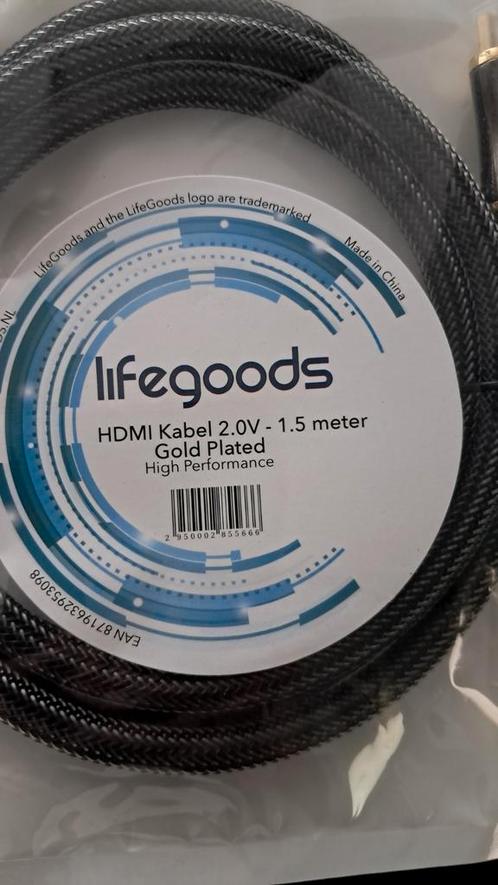 LifeGoods and the LifeGoods logo are trademarked
Made in China
lifegoods
HDMI Kabel 2.0V - 1.5 meter
Gold Plated
High Performance
2 950002 855666
EAN 8719632953098